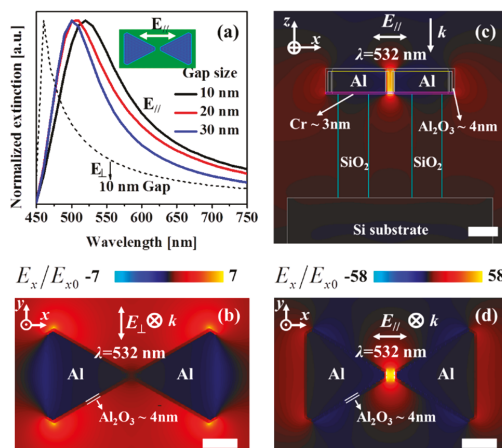 (a)
E//
Gap size
10 nm
20 nm
30 nm
E//
E⊥
10 nm Gap
Normalized extinction [a.u.]
450 500 550 600 650 700 750
Wavelength [nm]
z
x
E//
k
(c)
λ=532 nm
Al
Al
Cr ~ 3nm
Al₂O₃ ~ 4nm
SiO₂
SiO₂
Si substrate
Eₓ/Eₓ₀ -7 7
Eₓ/Eₓ₀ -58 58
y
x
E⊥
k
(b)
λ=532 nm
Al
Al
Al₂O₃ ~ 4nm
y
x
E//
k
(d)
λ=532 nm
Al
Al
Al₂O₃ ~ 4nm